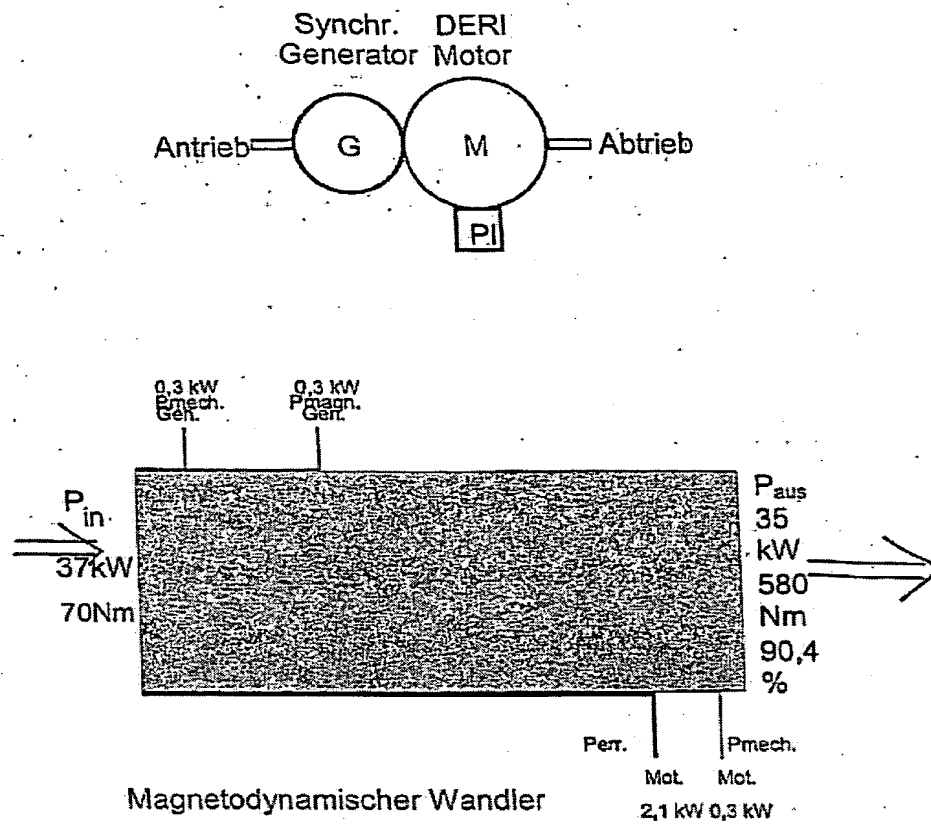 Synchr. DERI
Generator Motor
Antrieb G M Abtrieb
PI
0,3 kW 0,3 kW
Pmech. Pmagn.
Gen. Gen.
Pin
37kW
70Nm
Paus
35
kW
580
Nm
90,4
%
Perr. Pmech.
Mot. Mot.
2,1 kW 0,3 kW
Magnetodynamischer Wandler